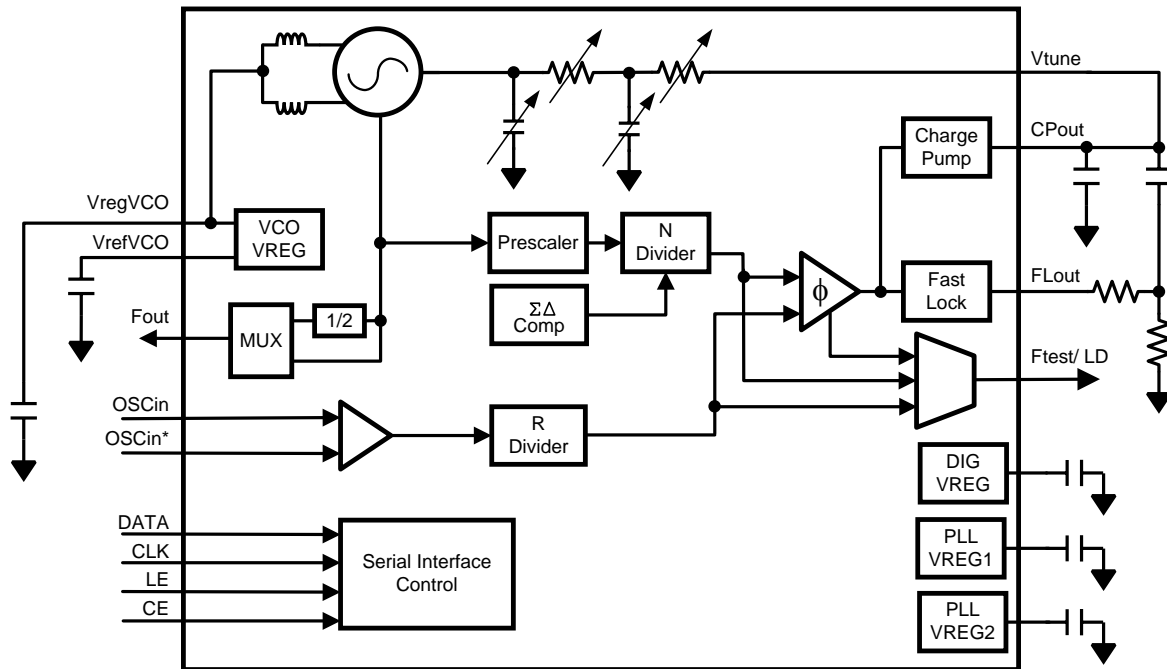 Vtune
Charge
Pump
CPout
VregVCO
VrefVCO
VCO
VREG
Prescaler
N
Divider
ΣΔ
Comp
ϕ
Fast
Lock
FLout
Fout
MUX
1/2
Ftest/ LD
OSCin
OSCin*
R
Divider
DIG
VREG
DATA
CLK
LE
CE
Serial Interface
Control
PLL
VREG1
PLL
VREG2